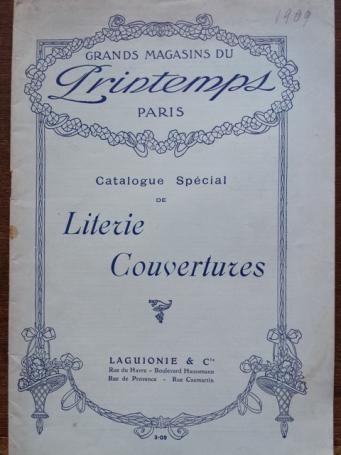 1909
GRANDS MAGASINS DU
Printemps
PARIS
Catalogue Spécial
DE
Literie
Couvertures
LAGUIONIE & Cie
Rue du Havre - Boulevard Haussmann
Rue de Provence - Rue Caumartin
3-09